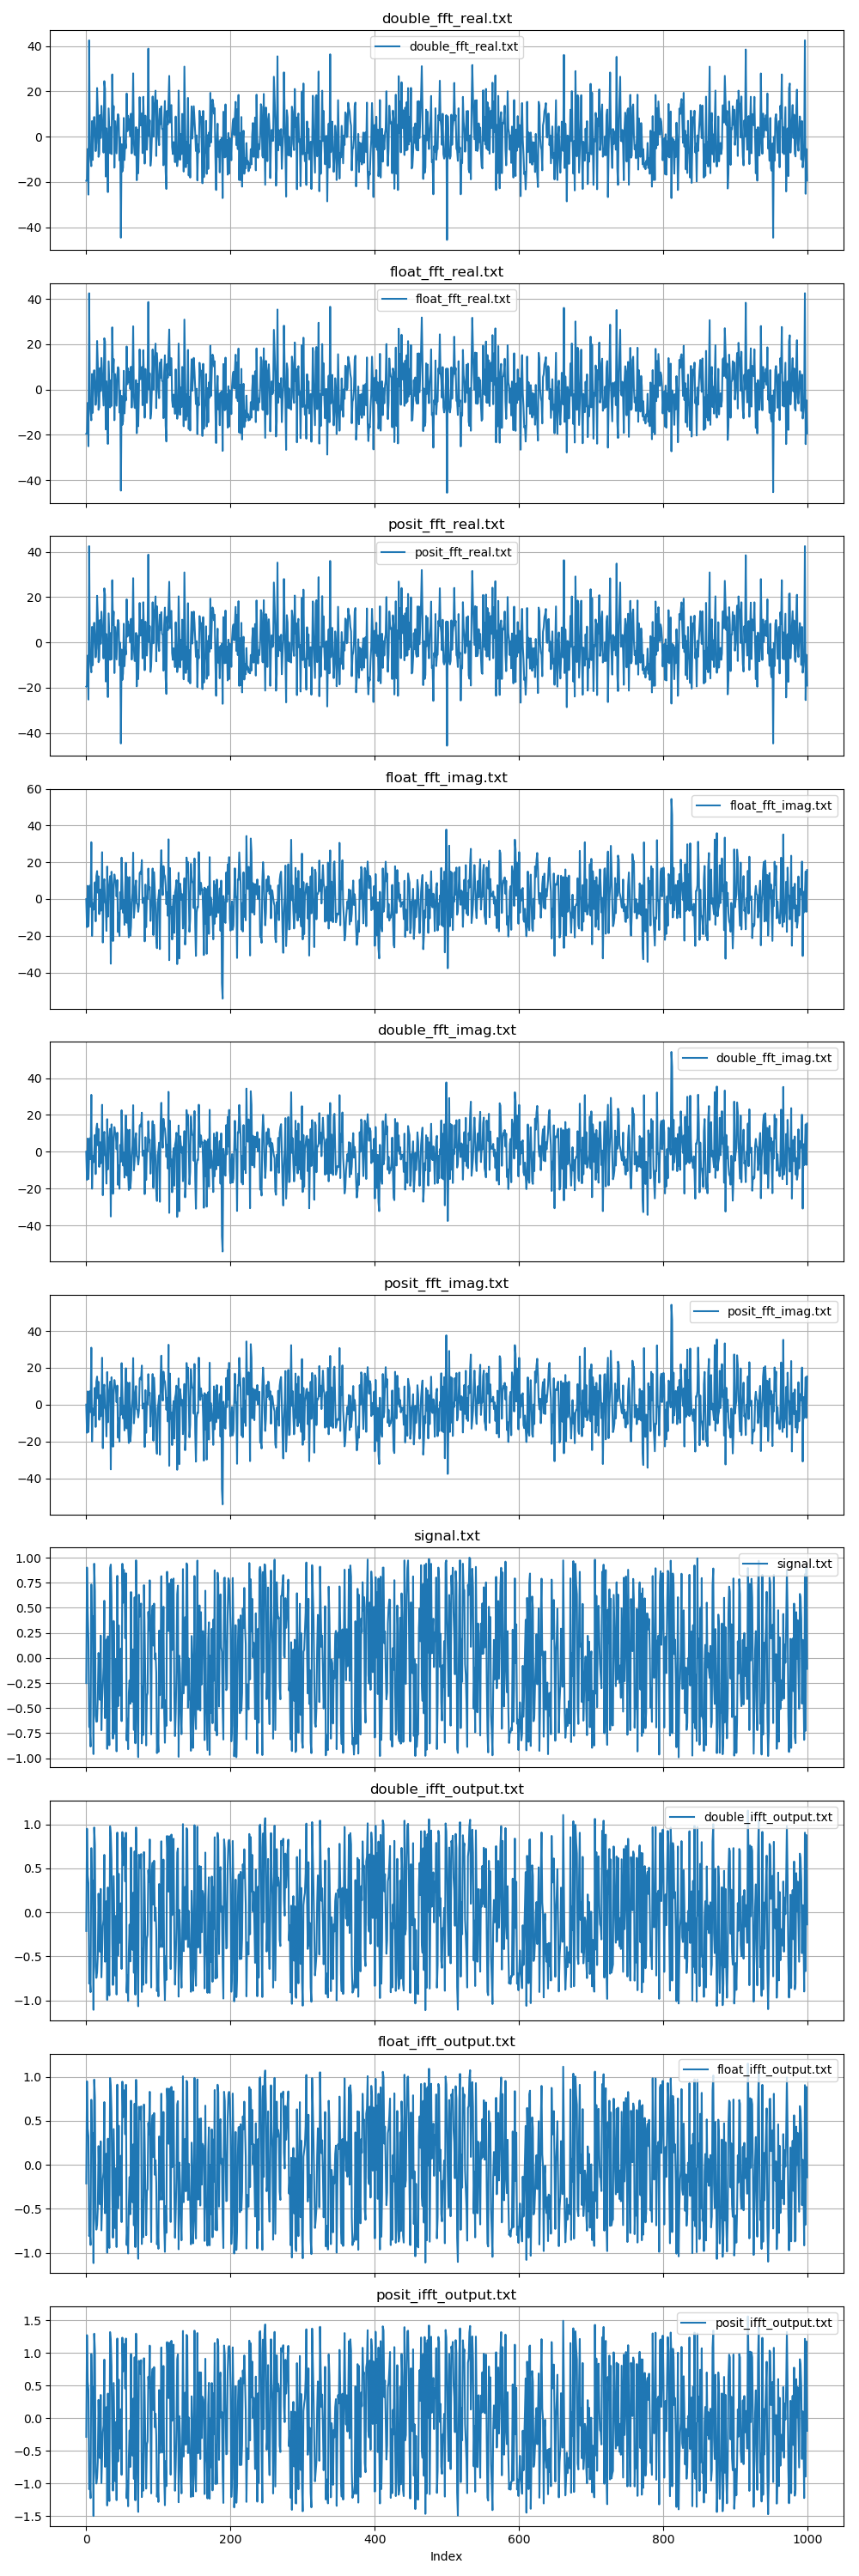 double_fft_real.txt
double_fft_real.txt
40
20
0
−20
−40
float_fft_real.txt
float_fft_real.txt
40
20
0
−20
−40
posit_fft_real.txt
posit_fft_real.txt
40
20
0
−20
−40
float_fft_imag.txt
float_fft_imag.txt
60
40
20
0
−20
−40
double_fft_imag.txt
double_fft_imag.txt
40
20
0
−20
−40
posit_fft_imag.txt
posit_fft_imag.txt
40
20
0
−20
−40
signal.txt
signal.txt
1.00
0.75
0.50
0.25
0.00
−0.25
−0.50
−0.75
−1.00
double_ifft_output.txt
double_ifft_output.txt
1.0
0.5
0.0
−0.5
−1.0
float_ifft_output.txt
float_ifft_output.txt
1.0
0.5
0.0
−0.5
−1.0
posit_ifft_output.txt
posit_ifft_output.txt
1.5
1.0
0.5
0.0
−0.5
−1.0
−1.5
0 200 400 600 800 1000
Index